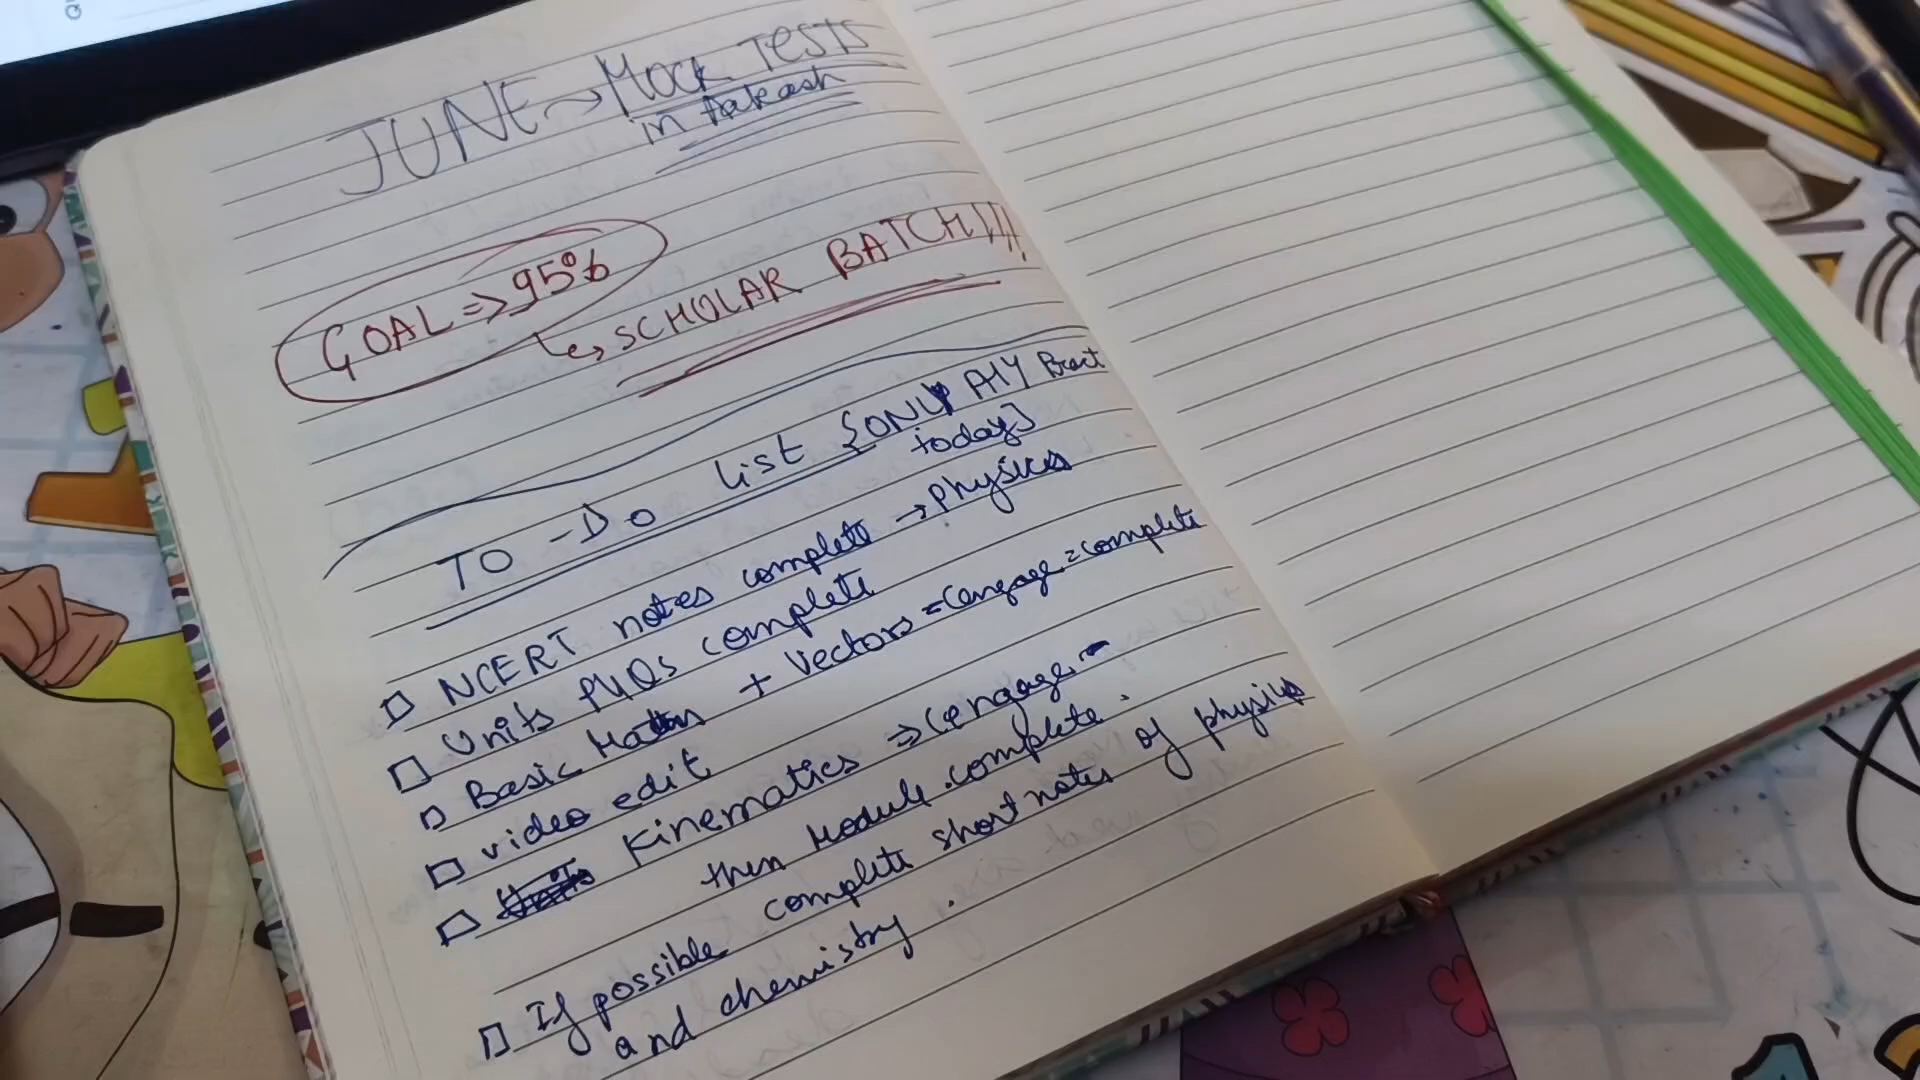 JUNE → MOCK TESTS
in Aakash
GOAL => 95%
↳ SCHOLAR BATCH!!!!
TO - DO list {ONLY PHY Pract
today}
□ NCERT notes complete → physics
□ Units PYQs complete
□ Basic Maths + Vectors = Cengage = complete
□ video edit
□ Kinematics ⇒ Cengage -
then Module complete.
□ If possible complete short notes of physics
and chemistry.